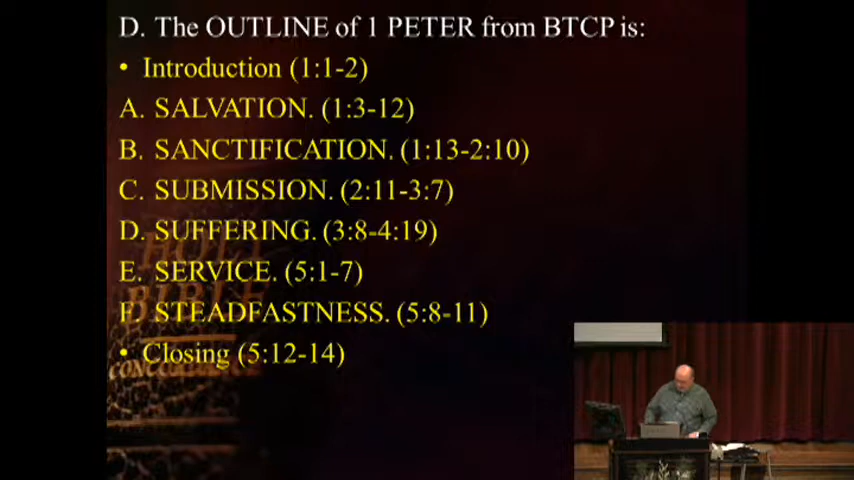 D. The OUTLINE of 1 PETER from BTCP is:
• Introduction (1:1-2)
A. SALVATION. (1:3-12)
B. SANCTIFICATION. (1:13-2:10)
C. SUBMISSION. (2:11-3:7)
D. SUFFERING. (3:8-4:19)
HOLY
E. SERVICE. (5:1-7)
BIBLE
F. STEADFASTNESS. (5:8-11)
• Closing (5:12-14)